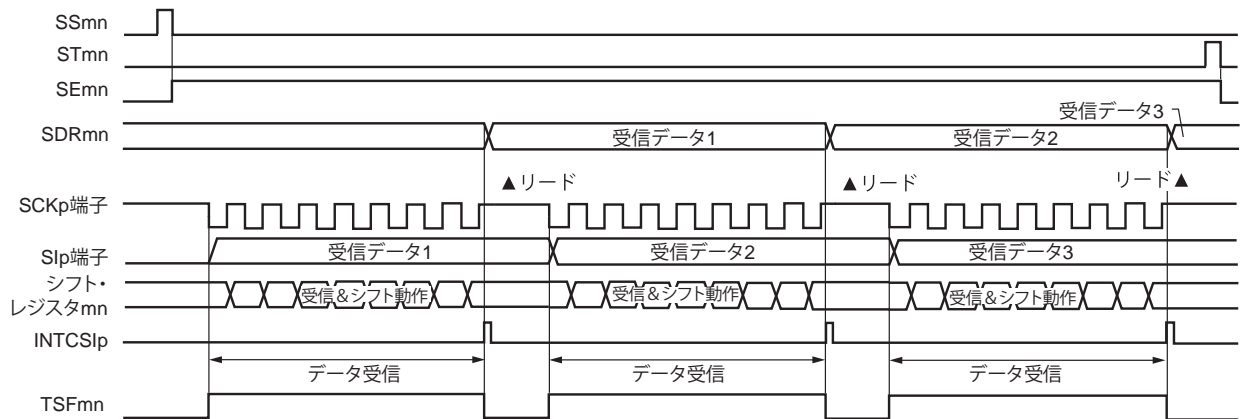 SSmn
STmn
SEmn
受信データ3
SDRmn
受信データ1
受信データ2
▲リード
▲リード
リード▲
SCKp端子
SIp端子
受信データ1
受信データ2
受信データ3
シフト・
レジスタmn
受信&シフト動作
受信&シフト動作
受信&シフト動作
INTCSIp
データ受信
データ受信
データ受信
TSFmn